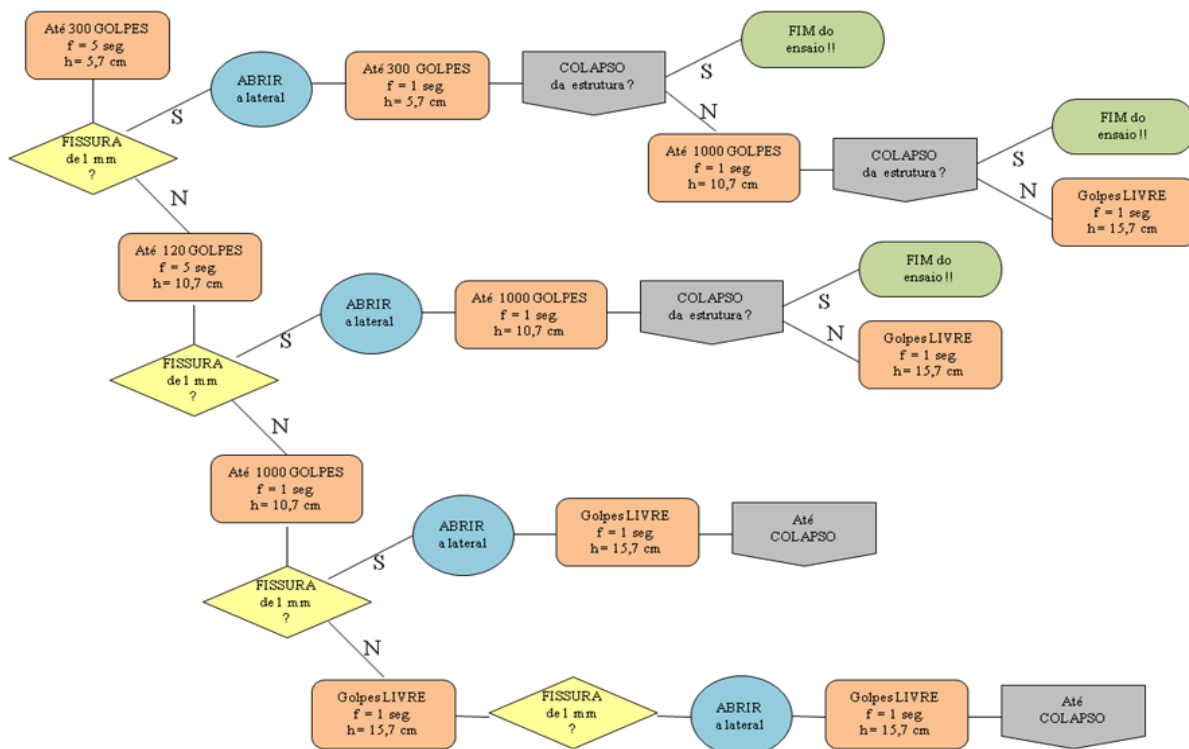 Até 300 GOLPES
f = 5 seg.
h= 5,7 cm
FISSURA
de 1 mm
?
S
ABRIR
a lateral
Até 300 GOLPES
f = 1 seg.
h= 5,7 cm
COLAPSO
da estrutura?
S
FIM do
ensaio!!
N
Até 1000 GOLPES
f = 1 seg.
h= 10,7 cm
COLAPSO
da estrutura?
S
FIM do
ensaio!!
N
Golpes LIVRE
f = 1 seg.
h= 15,7 cm
N
Até 120 GOLPES
f = 5 seg.
h= 10,7 cm
FISSURA
de 1 mm
?
S
ABRIR
a lateral
Até 1000 GOLPES
f = 1 seg.
h= 10,7 cm
COLAPSO
da estrutura?
S
FIM do
ensaio!!
N
Golpes LIVRE
f = 1 seg.
h= 15,7 cm
N
Até 1000 GOLPES
f = 1 seg.
h= 10,7 cm
FISSURA
de 1 mm
?
S
ABRIR
a lateral
Golpes LIVRE
f = 1 seg.
h= 15,7 cm
Até
COLAPSO
N
Golpes LIVRE
f = 1 seg.
h= 15,7 cm
FISSURA
de 1 mm
?
ABRIR
a lateral
Golpes LIVRE
f = 1 seg.
h= 15,7 cm
Até
COLAPSO